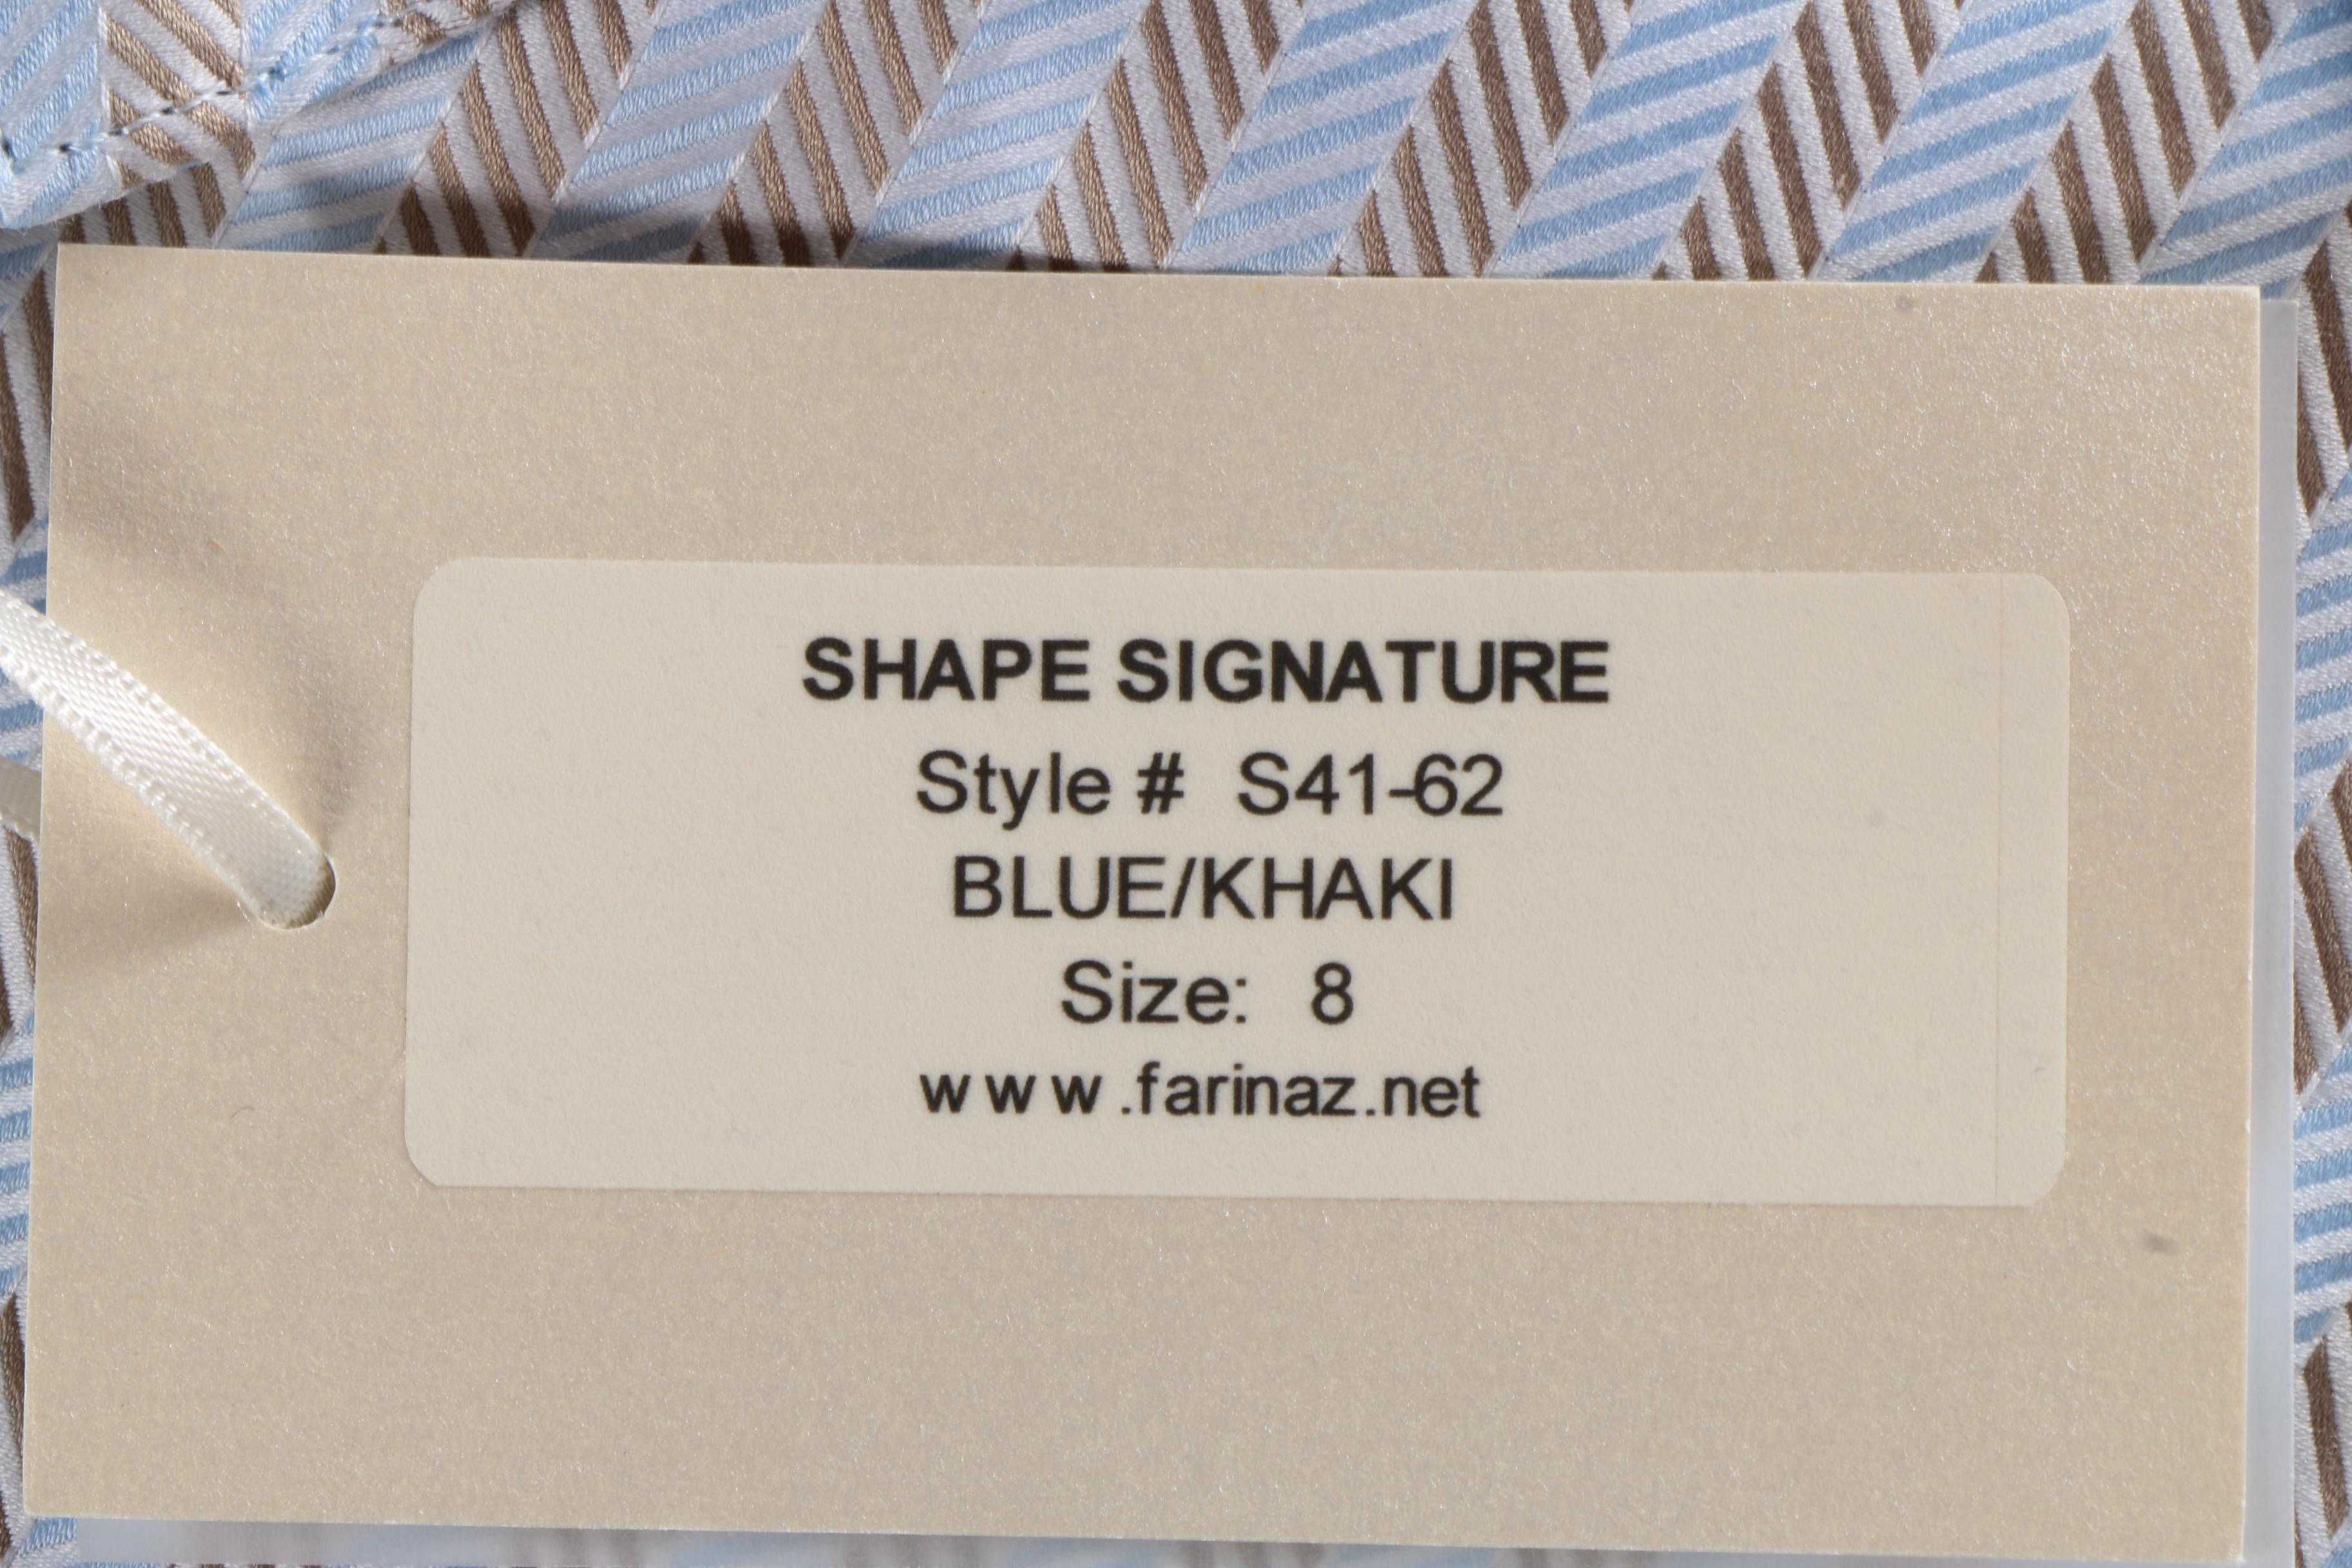 SHAPE SIGNATURE
Style # S41-62
BLUE/KHAKI
Size: 8
www.farinaz.net